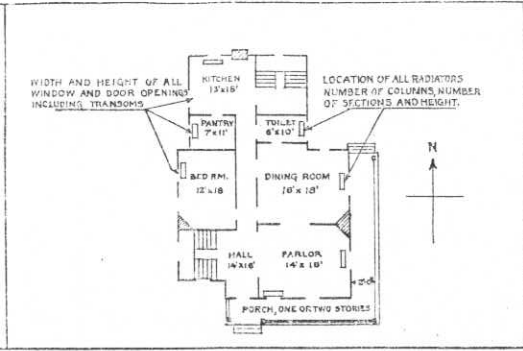 WIDTH AND HEIGHT OF ALL
WINDOW AND DOOR OPENINGS
INCLUDING TRANSOMS
KITCHEN
13'x18'
LOCATION OF ALL RADIATORS
NUMBER OF COLUMNS, NUMBER
OF SECTIONS AND HEIGHT.
PANTRY
7'x11'
TOILET
6'x10'
N
BED RM.
12'x18
DINING ROOM
16' x 18'
HALL
14'x16'
PARLOR
14' x 16'
PORCH, ONE OR TWO STORIES